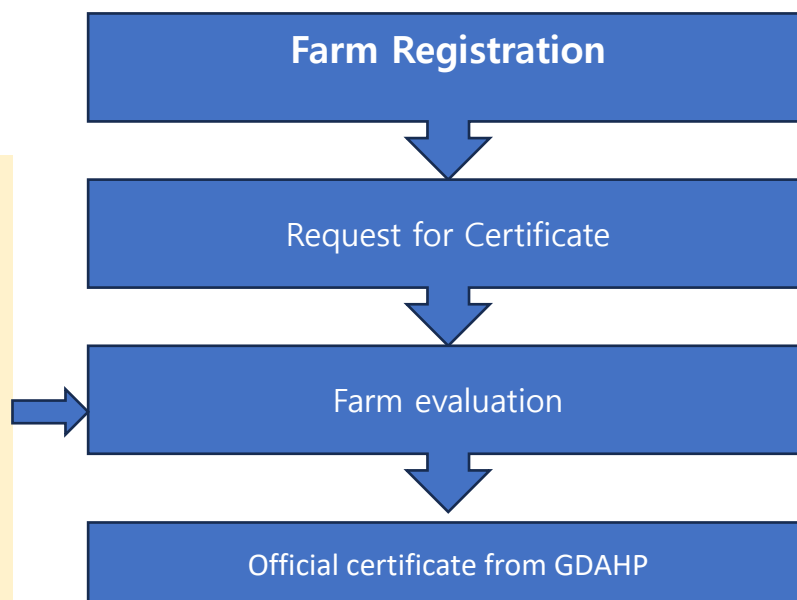 Farm Registration
Request for Certificate
Farm evaluation
Official certificate from GDAHP